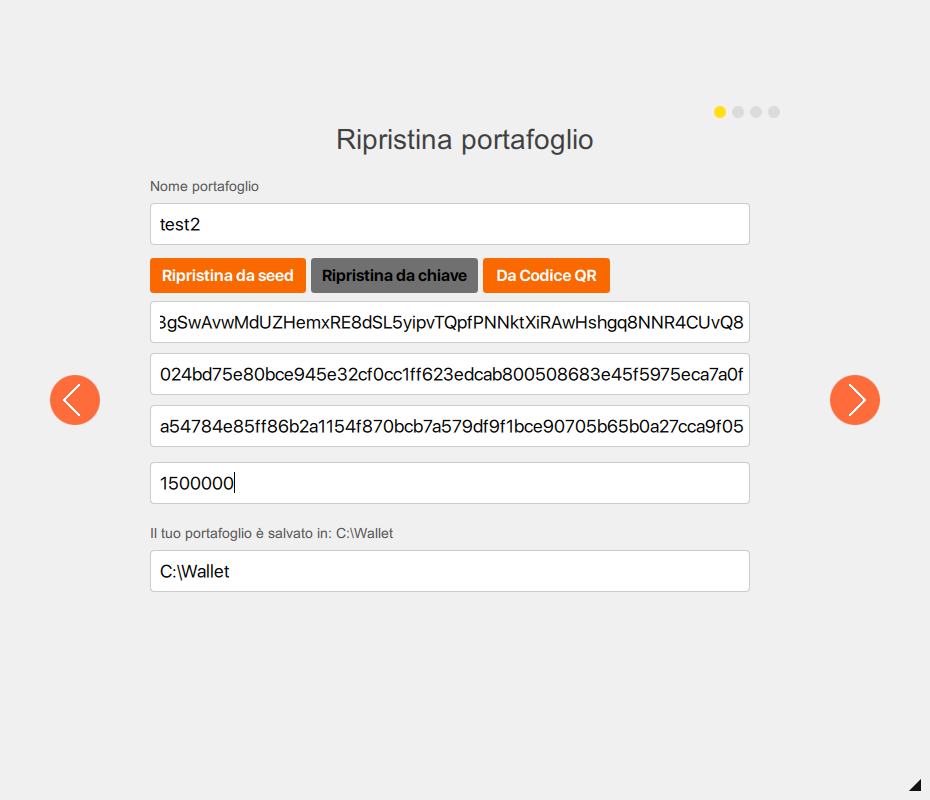 Ripristina portafoglio
Nome portafoglio
test2
Ripristina da seed Ripristina da chiave Da Codice QR
3gSwAvwMdUZHemxRE8dSL5yipvTQpfPNNktXiRAwHshgq8NNR4CUvQ8
024bd75e80bce945e32cf0cc1ff623edcab800508683e45f5975eca7a0f
a54784e85ff86b2a1154f870bcb7a579df9f1bce90705b65b0a27cca9f05
1500000
Il tuo portafoglio è salvato in: C:\Wallet
C:\Wallet